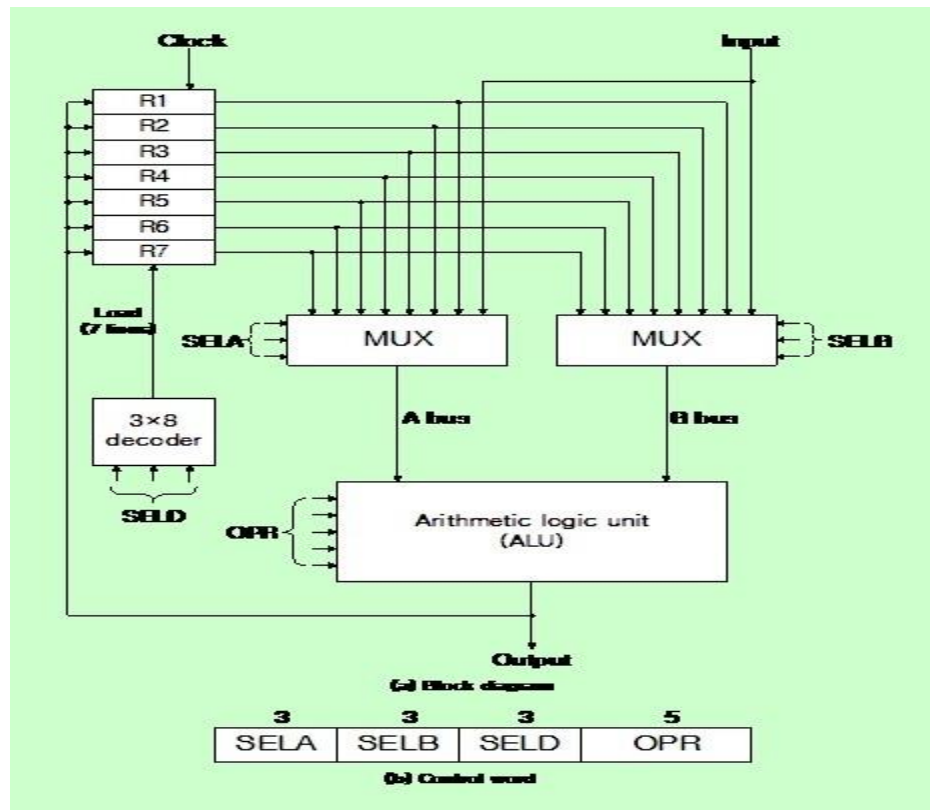 Clock Input
R1
R2
R3
R4
R5
R6
R7
Load
(7 lines)
SELA MUX MUX SELB
3×8
decoder
A bus B bus
SELD
OPR Arithmetic logic unit
(ALU)
Output
(a) Block diagram
3 3 3 5
SELA SELB SELD OPR
(b) Control word